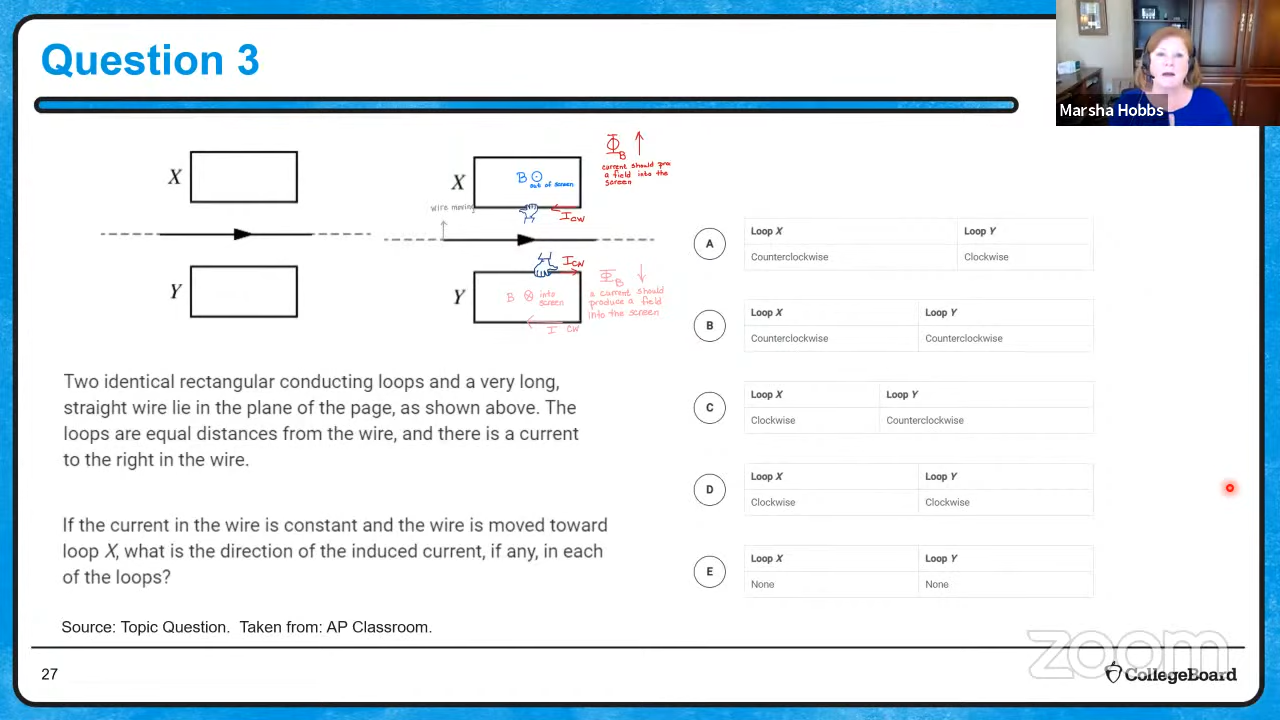 Question 3
Marsha Hobbs
X
Y
X
B
out of screen
wire moving
I CW
Φ B
current should pro
a field into the
screen
I CW
Y
B
into
screen
I CW
Φ B
a current should
produce a field
into the screen
Two identical rectangular conducting loops and a very long,
straight wire lie in the plane of the page, as shown above. The
loops are equal distances from the wire, and there is a current
to the right in the wire.
If the current in the wire is constant and the wire is moved toward
loop X, what is the direction of the induced current, if any, in each
of the loops?
A
Loop X Loop Y
Counterclockwise Clockwise
B
Loop X Loop Y
Counterclockwise Counterclockwise
C
Loop X Loop Y
Clockwise Counterclockwise
D
Loop X Loop Y
Clockwise Clockwise
E
Loop X Loop Y
None None
Source: Topic Question. Taken from: AP Classroom.
27
zoom
CollegeBoard